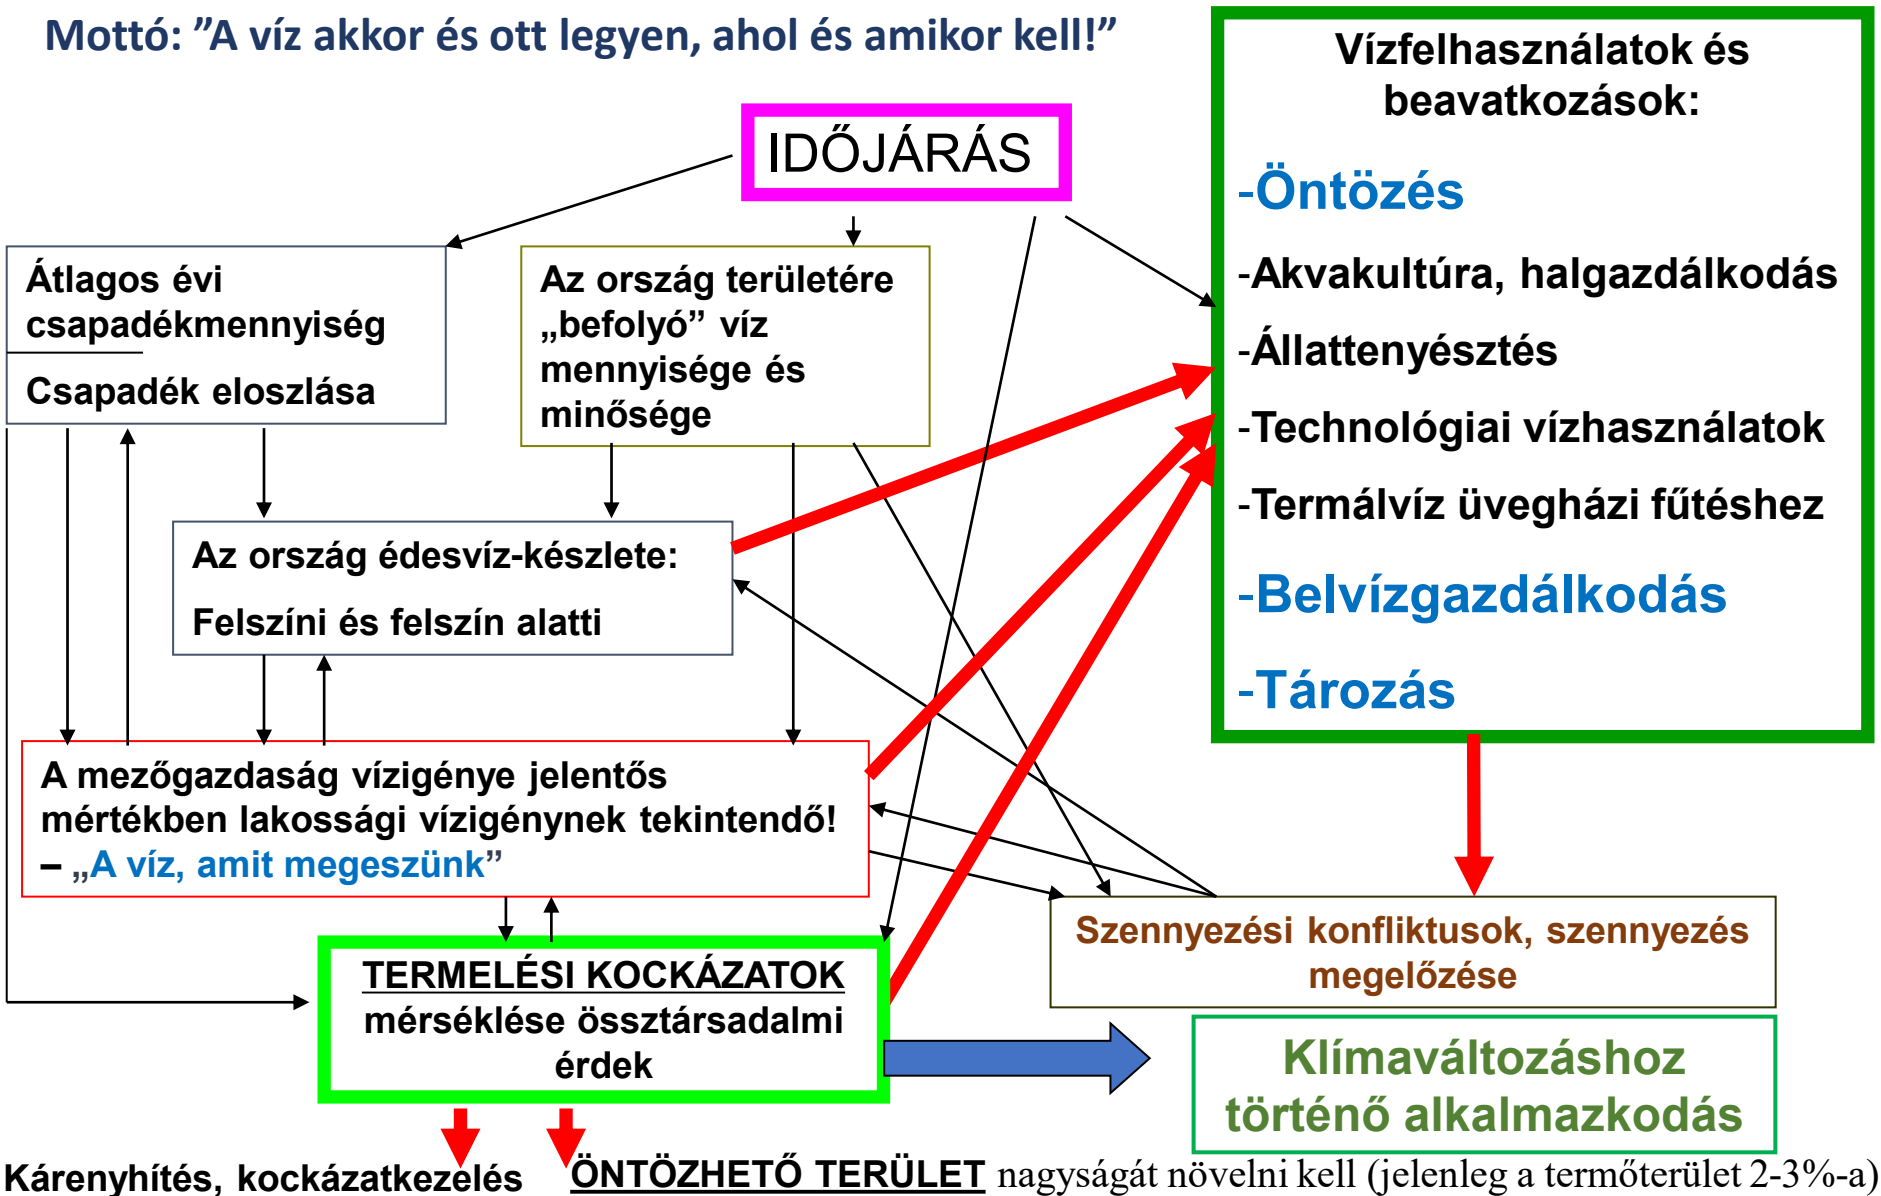 Mottó: ”A víz akkor és ott legyen, ahol és amikor kell!”
IDŐJÁRÁS
Átlagos évi
csapadékmennyiség
Csapadék eloszlása
Az ország területére
„befolyó” víz
mennyisége és
minősége
Az ország édesvíz-készlete:
Felszíni és felszín alatti
A mezőgazdaság vízigénye jelentős
mértékben lakossági vízigénynek tekintendő!
– „A víz, amit megeszünk”
TERMELÉSI KOCKÁZATOK
mérséklése össztársadalmi
érdek
Vízfelhasználatok és
beavatkozások:
-Öntözés
-Akvakultúra, halgazdálkodás
-Állattenyésztés
-Technológiai vízhasználatok
-Termálvíz üvegházi fűtéshez
-Belvízgazdálkodás
-Tározás
Szennyezési konfliktusok, szennyezés
megelőzése
Klímaváltozáshoz
történő alkalmazkodás
Kárenyhítés, kockázatkezelés
ÖNTÖZHETŐ TERÜLET nagyságát növelni kell (jelenleg a termőterület 2-3%-a)